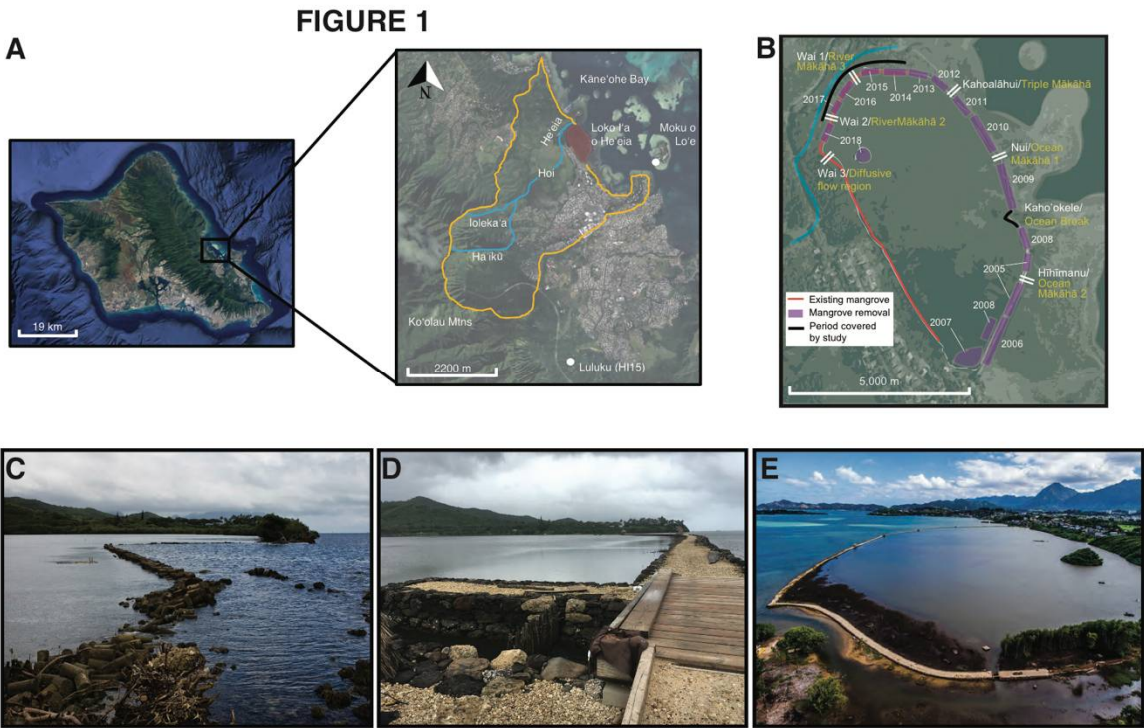 FIGURE 1
A
19 km
N
Kāne'ohe Bay
He'eia
Loko I'a
o He'eia
Moku o
Lo'e
Hoi
Ioleka'a
Ha ikū
Ko'olau Mtns
2200 m
Luluku (HI15)
B
Wai 1/River
Mākāhā 3
2012
Kahoalāhui/Triple Mākāhā
2015
2013
2014
2011
2017
2016
Wai 2/RiverMākāhā 2
2010
2018
Nui/Ocean
Mākāhā 1
Wai 3/Diffusive
flow region
2009
Kaho'okele/
Ocean Break
2008
2005
Hīhīmanu/
Ocean
Mākāhā 2
Existing mangrove
Mangrove removal
Period covered
by study
2008
2007
2006
5,000 m
C
D
E